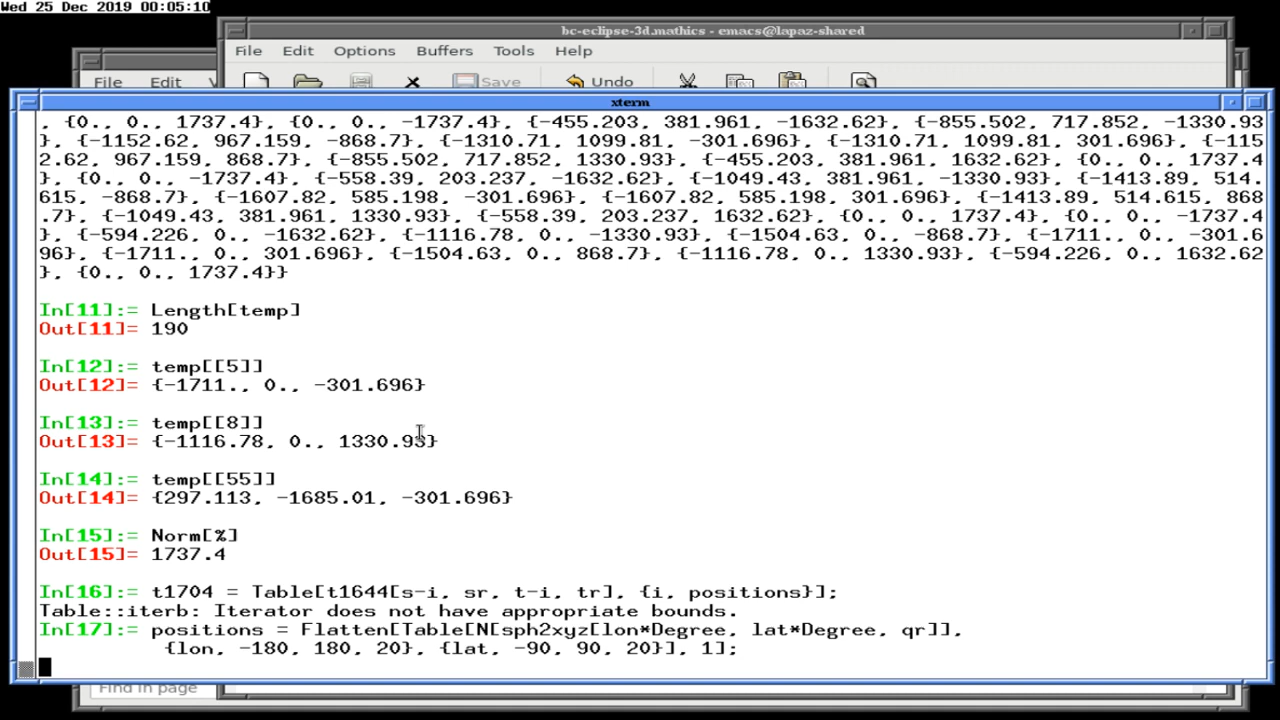 Wed 25 Dec 2019 00:05:10
bc-eclipse-3d.mathics - emacs@lapaz-shared
File Edit Options Buffers Tools Help
File Edit V
Save Undo
xterm
, {0., 0., 1737.4}, {0., 0., -1737.4}, {-455.203, 381.961, -1632.62}, {-855.502, 717.852, -1330.93
}, {-1152.62, 967.159, -868.7}, {-1310.71, 1099.81, -301.696}, {-1310.71, 1099.81, 301.696}, {-115
2.62, 967.159, 868.7}, {-855.502, 717.852, 1330.93}, {-455.203, 381.961, 1632.62}, {0., 0., 1737.4
}, {0., 0., -1737.4}, {-558.39, 203.237, -1632.62}, {-1049.43, 381.961, -1330.93}, {-1413.89, 514.
615, -868.7}, {-1607.82, 585.198, -301.696}, {-1607.82, 585.198, 301.696}, {-1413.89, 514.615, 868
.7}, {-1049.43, 381.961, 1330.93}, {-558.39, 203.237, 1632.62}, {0., 0., 1737.4}, {0., 0., -1737.4
}, {-594.226, 0., -1632.62}, {-1116.78, 0., -1330.93}, {-1504.63, 0., -868.7}, {-1711., 0., -301.6
96}, {-1711., 0., 301.696}, {-1504.63, 0., 868.7}, {-1116.78, 0., 1330.93}, {-594.226, 0., 1632.62
}, {0., 0., 1737.4}}
In[11]:= Length[temp]
Out[11]= 190
In[12]:= temp[[5]]
Out[12]= {-1711., 0., -301.696}
In[13]:= temp[[8]]
Out[13]= {-1116.78, 0., 1330.93}
In[14]:= temp[[55]]
Out[14]= {297.113, -1685.01, -301.696}
In[15]:= Norm[%]
Out[15]= 1737.4
In[16]:= t1704 = Table[t1644[s-i, sr, t-i, tr], {i, positions}];
Table::iterb: Iterator does not have appropriate bounds.
In[17]:= positions = Flatten[Table[N[sph2xyz[lon*Degree, lat*Degree, qr]],
{lon, -180, 180, 20}, {lat, -90, 90, 20}], 1];
Find in page